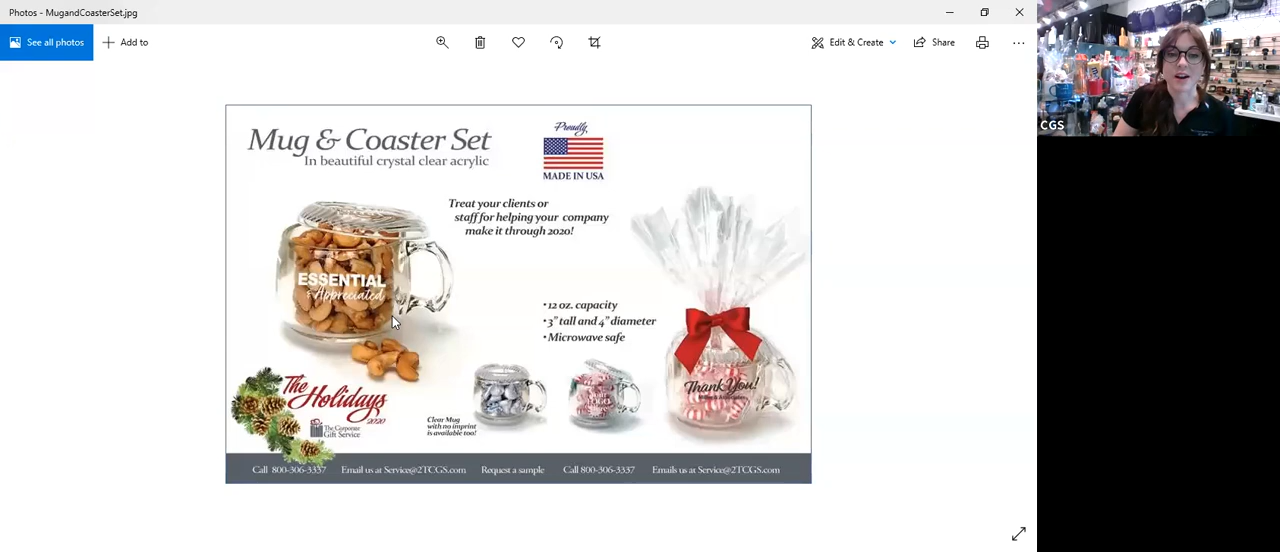 Photos - MugandCoasterSet.jpg
See all photos
Add to
Edit & Create
Share
CGS
Mug & Coaster Set
In beautiful crystal clear acrylic
Proudly
MADE IN USA
Treat your clients or
staff for helping your company
make it through 2020!
ESSENTIAL
& Appreciated
• 12 oz. capacity
• 3" tall and 4" diameter
• Microwave safe
Thank You!
The
Holidays
2020
The Corporate
Gift Service
Clear Mug
with no imprint
is available too!
YOUR
LOGO
Here
Call 800-306-3337 Email us at Service@2TCGS.com Request a sample Call 800-306-3337 Emails us at Service@2TCGS.com